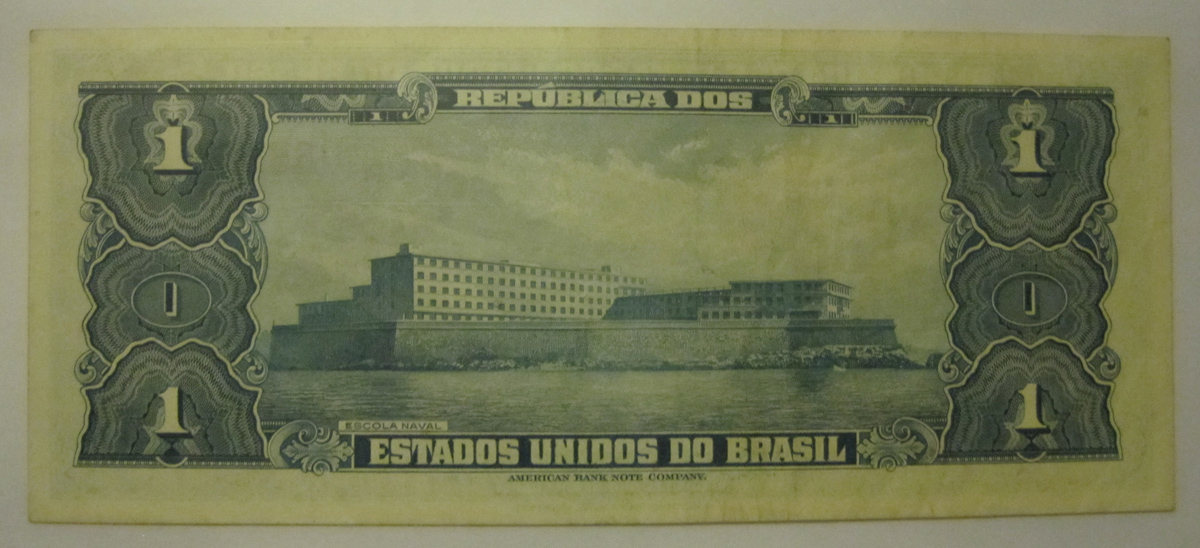 REPÚBLICA DOS
1 1
1 1
1 1
1 1
ESCOLA NAVAL
ESTADOS UNIDOS DO BRASIL
AMERICAN BANK NOTE COMPANY.